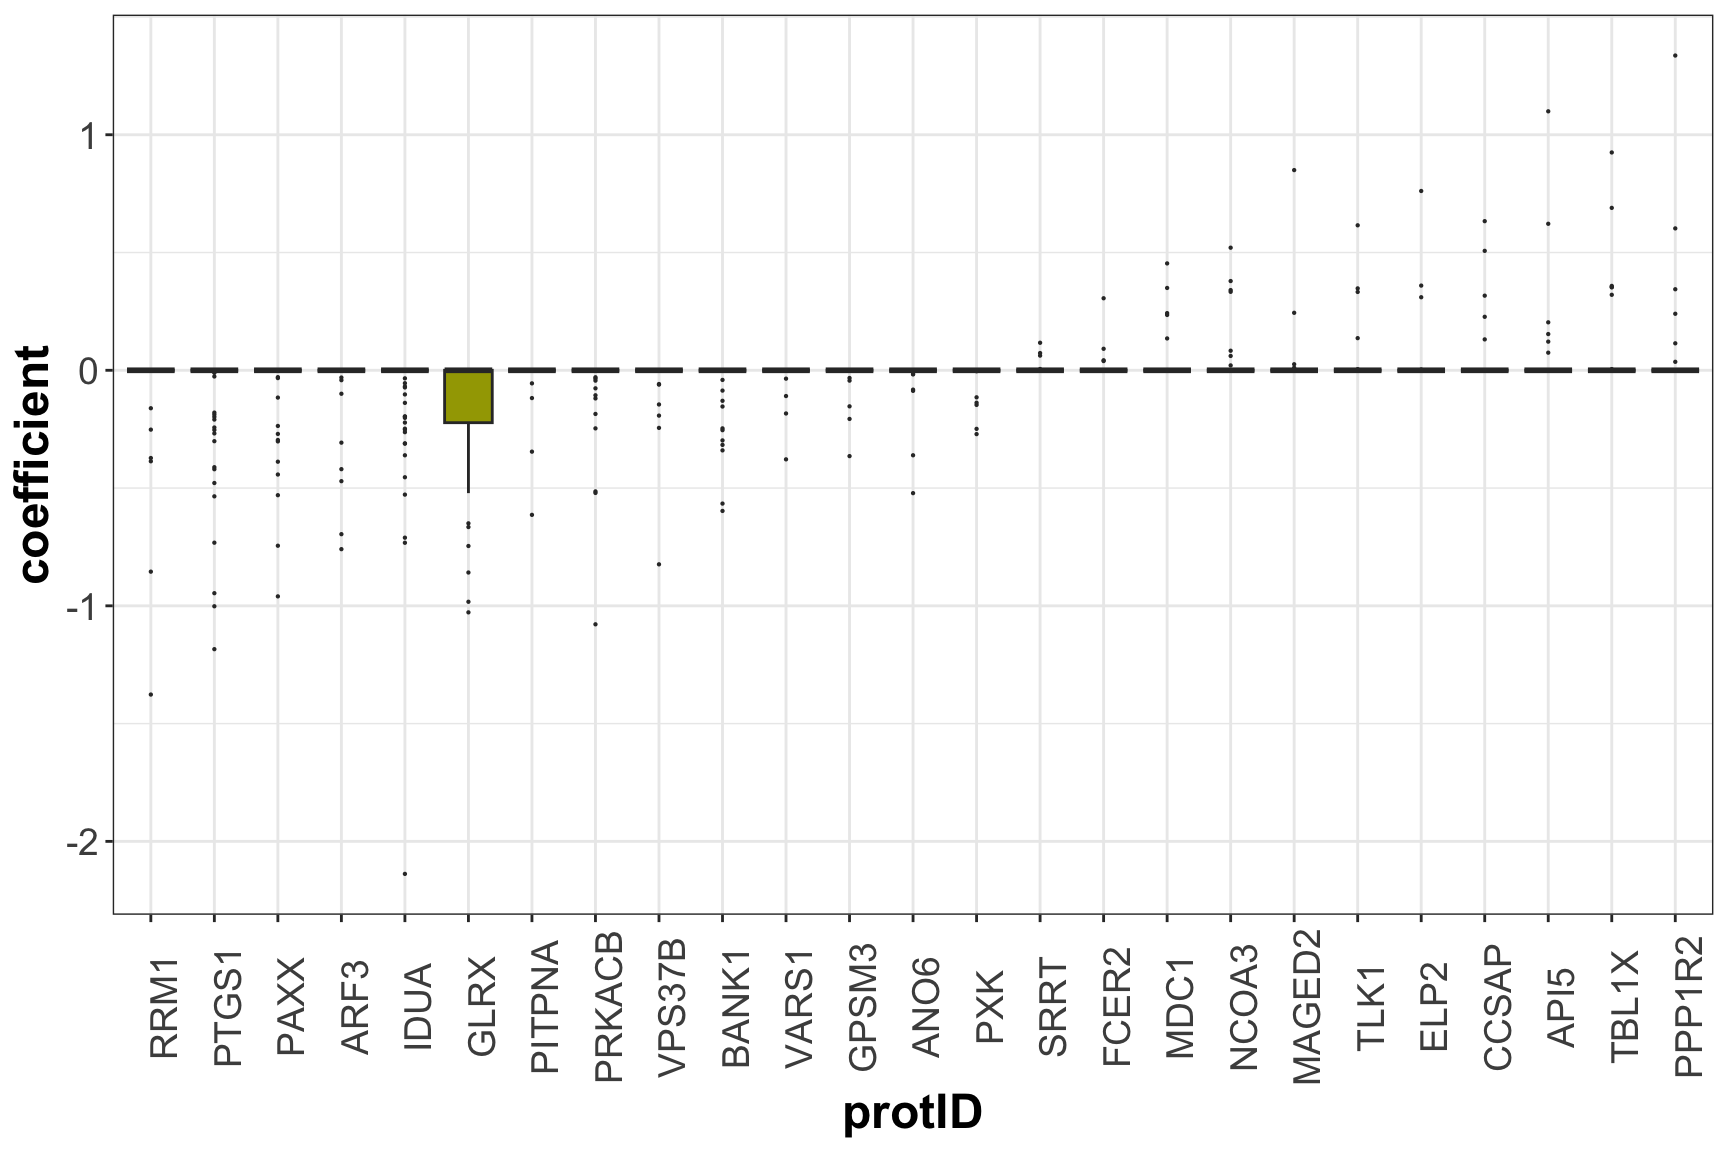 coefficient
1
0
-1
-2
RRM1
PTGS1
PAXX
ARF3
IDUA
GLRX
PITPNA
PRKACB
VPS37B
BANK1
VARS1
GPSM3
ANO6
PXK
SRRT
FCER2
MDC1
NCOA3
MAGED2
TLK1
ELP2
CCSAP
API5
TBL1X
PPP1R2
protID